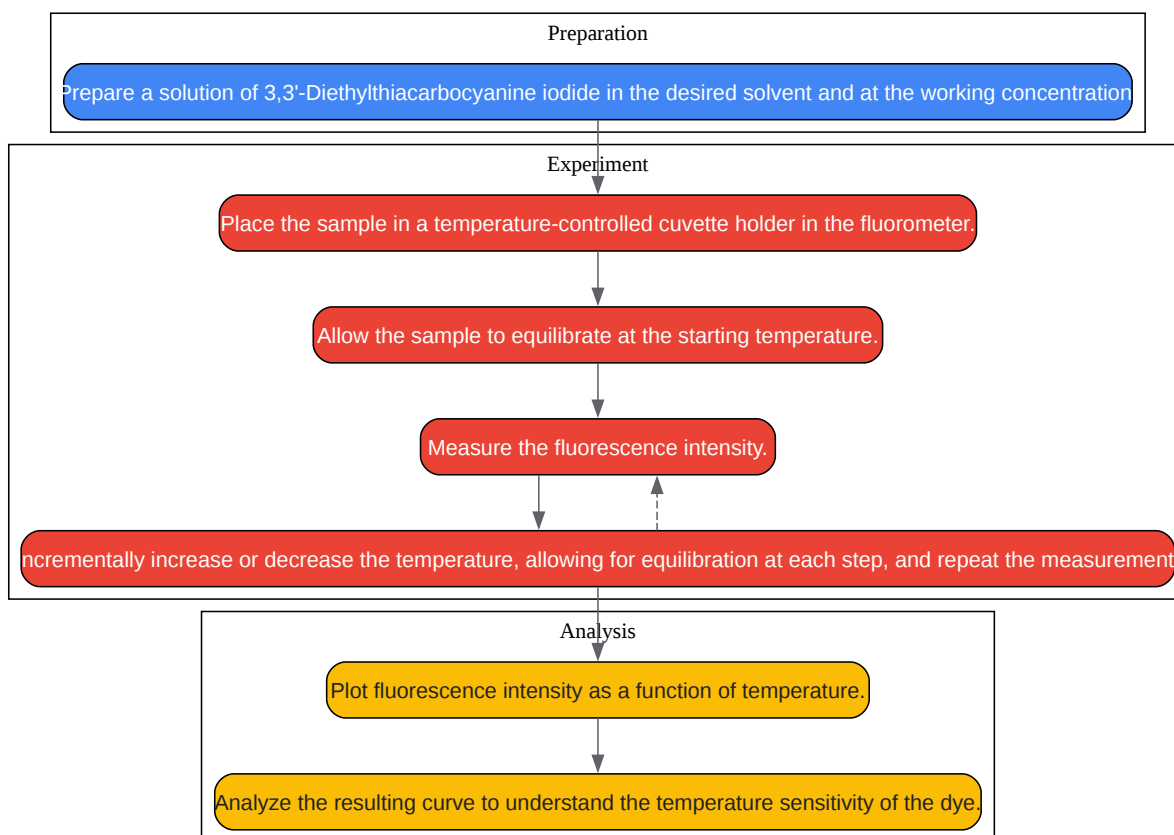 Preparation
Prepare a solution of 3,3'-Diethylthiacarbocyanine iodide in the desired solvent and at the working concentration
Experiment
Place the sample in a temperature-controlled cuvette holder in the fluorometer.
Allow the sample to equilibrate at the starting temperature.
Measure the fluorescence intensity.
ncrementally increase or decrease the temperature, allowing for equilibration at each step, and repeat the measurement
Analysis
Plot fluorescence intensity as a function of temperature.
Analyze the resulting curve to understand the temperature sensitivity of the dye.